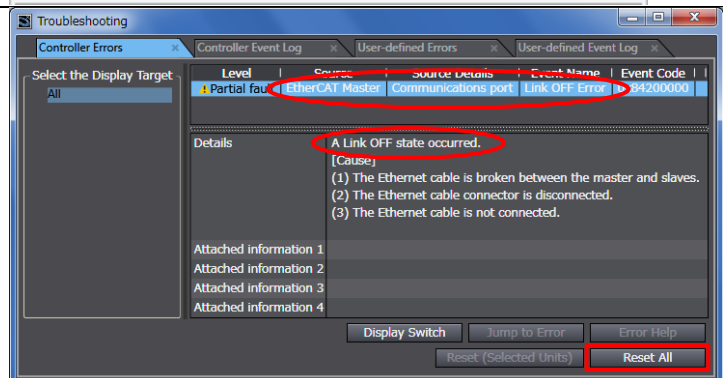 Troubleshooting
Controller Errors × Controller Event Log × User-defined Errors × User-defined Event Log ×
Select the Display Target
All
Level Source Source Details Event Name Event Code
Partial fau EtherCAT Master Communications port Link OFF Error 84200000
Details A Link OFF state occurred.
[Cause]
(1) The Ethernet cable is broken between the master and slaves.
(2) The Ethernet cable connector is disconnected.
(3) The Ethernet cable is not connected.
Attached information 1
Attached information 2
Attached information 3
Attached information 4
Display Switch Jump to Error Error Help
Reset (Selected Units) Reset All